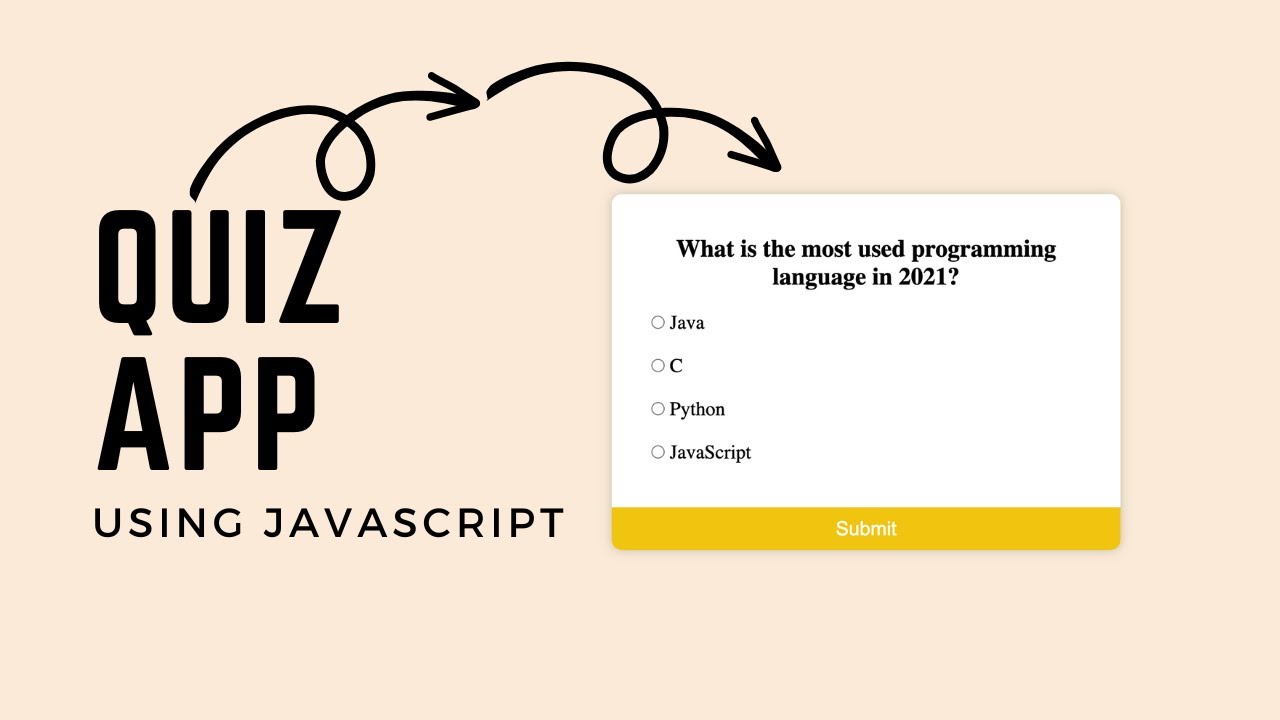 QUIZ
APP
USING JAVASCRIPT
What is the most used programming
language in 2021?
Java
C
Python
JavaScript
Submit